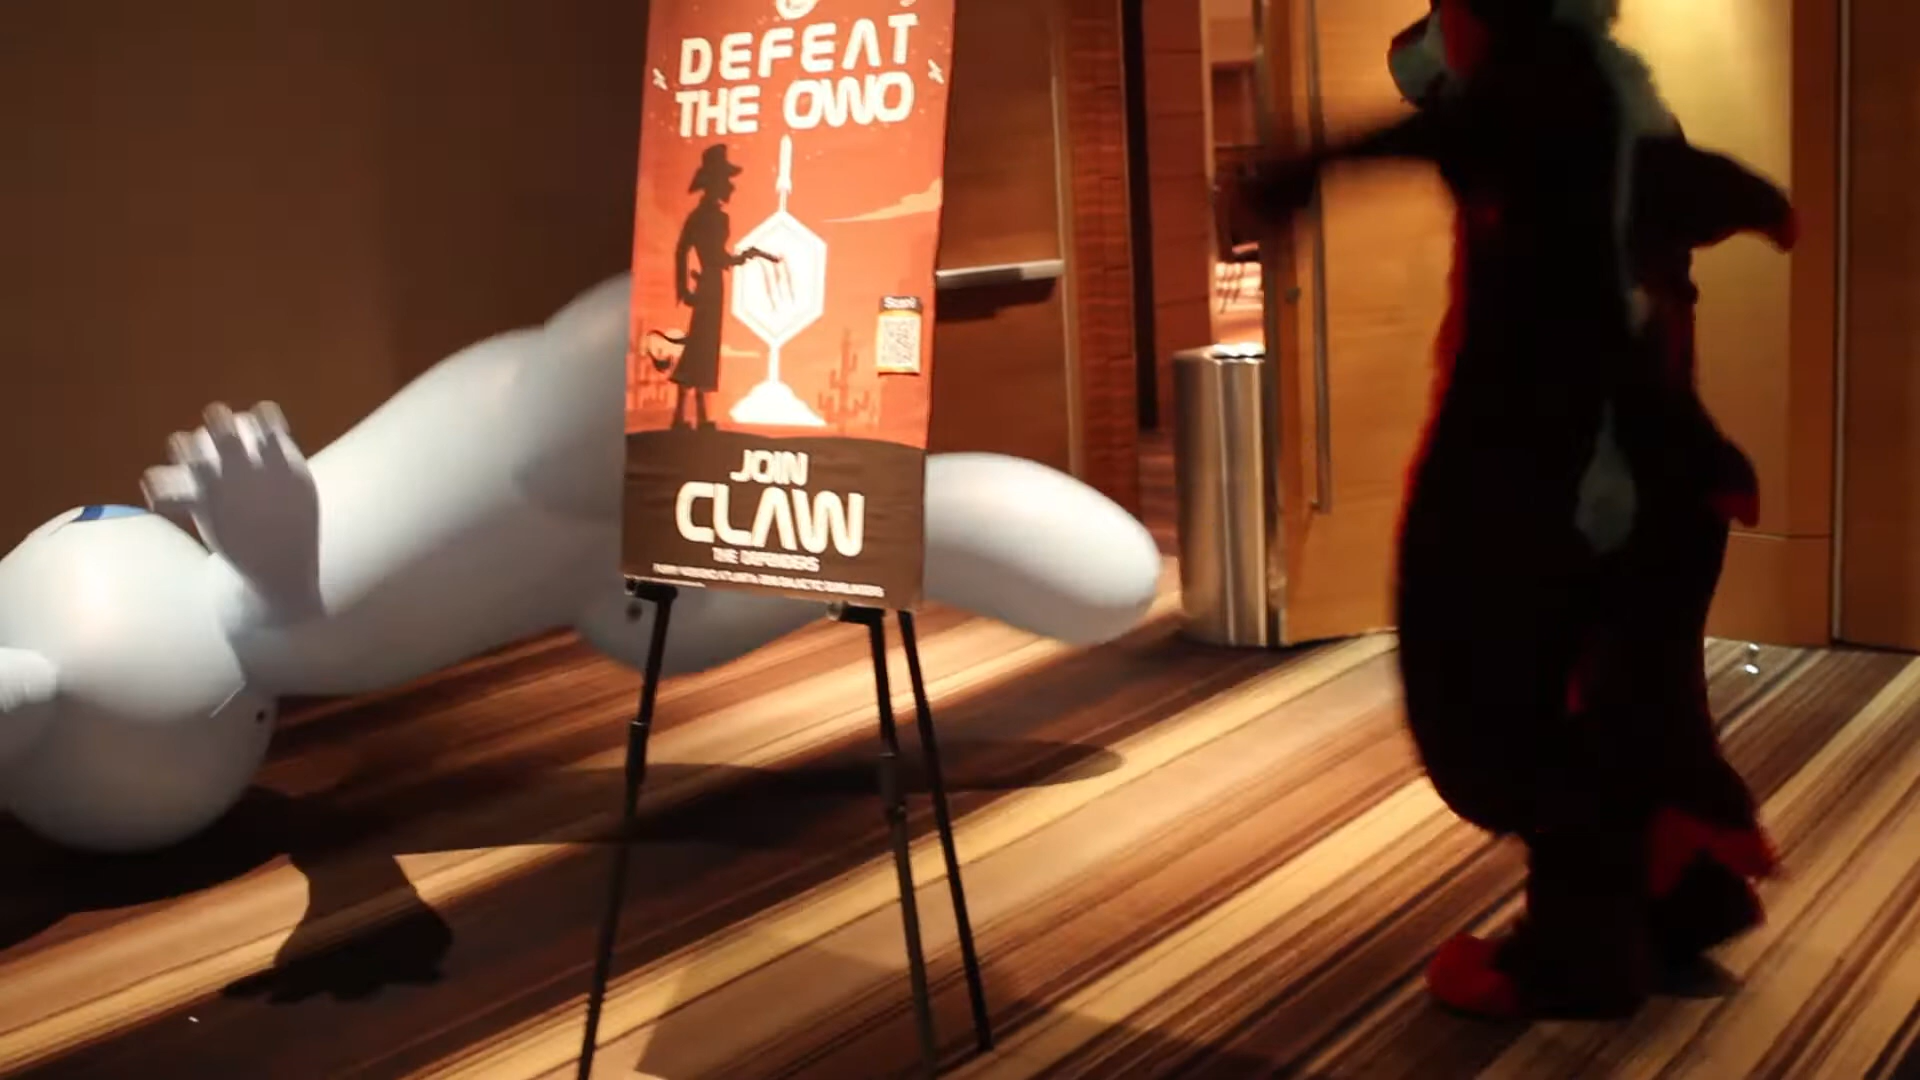 DEFEAT
THE OWO
Scan!
JOIN
CLAW
THE DEFENDERS